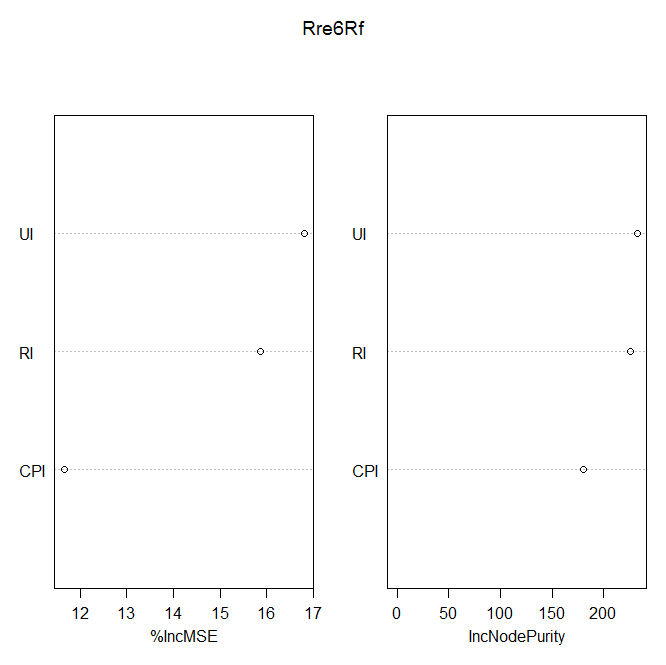 Rre6Rf
UI
RI
CPI
12 13 14 15 16 17
%IncMSE
UI
RI
CPI
0 50 100 150 200
IncNodePurity